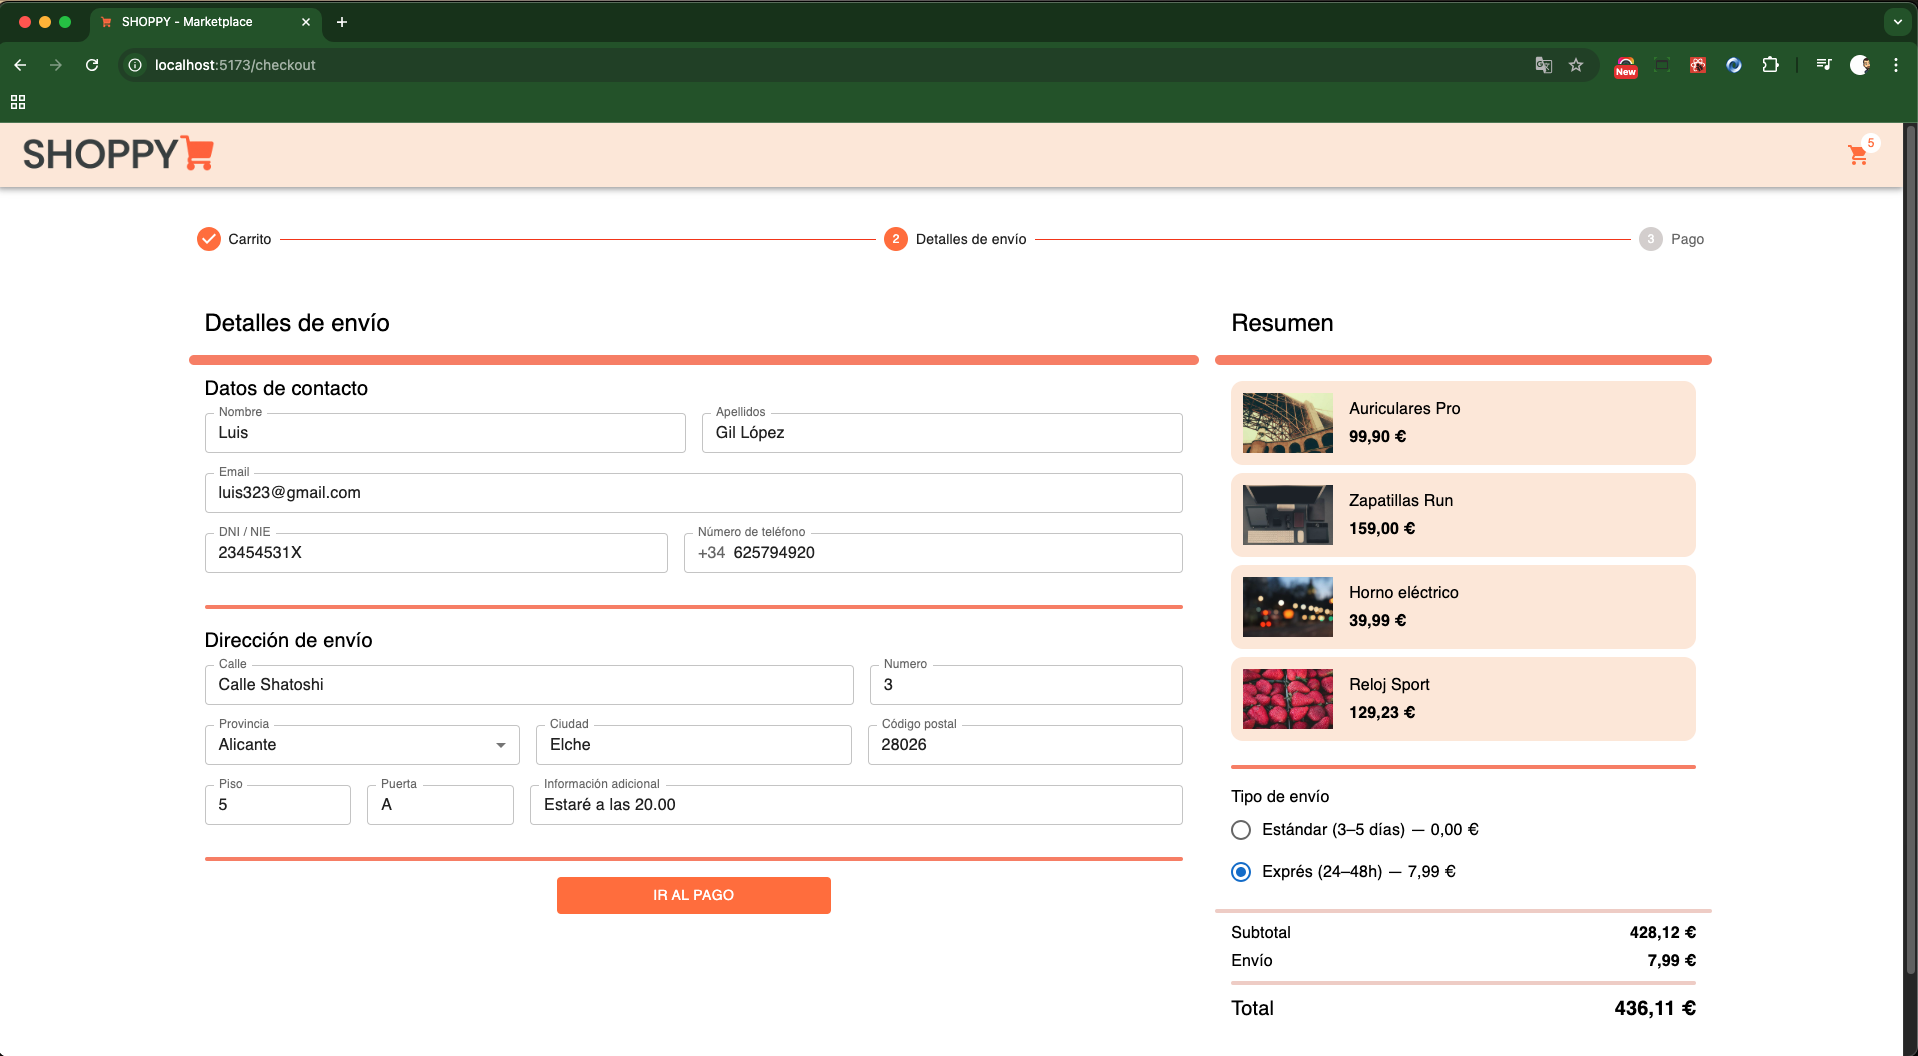 SHOPPY - Marketplace
localhost:5173/checkout
New
SHOPPY
5
Carrito
2 Detalles de envío
3 Pago
Detalles de envío
Datos de contacto
Nombre
Luis
Apellidos
Gil López
Email
luis323@gmail.com
DNI / NIE
23454531X
Número de teléfono
+34 625794920
Dirección de envío
Calle
Calle Shatoshi
Numero
3
Provincia
Alicante
Ciudad
Elche
Código postal
28026
Piso
5
Puerta
A
Información adicional
Estaré a las 20.00
IR AL PAGO
Resumen
Auriculares Pro
99,90 €
Zapatillas Run
159,00 €
Horno eléctrico
39,99 €
Reloj Sport
129,23 €
Tipo de envío
Estándar (3–5 días) — 0,00 €
Exprés (24–48h) — 7,99 €
Subtotal 428,12 €
Envío 7,99 €
Total 436,11 €